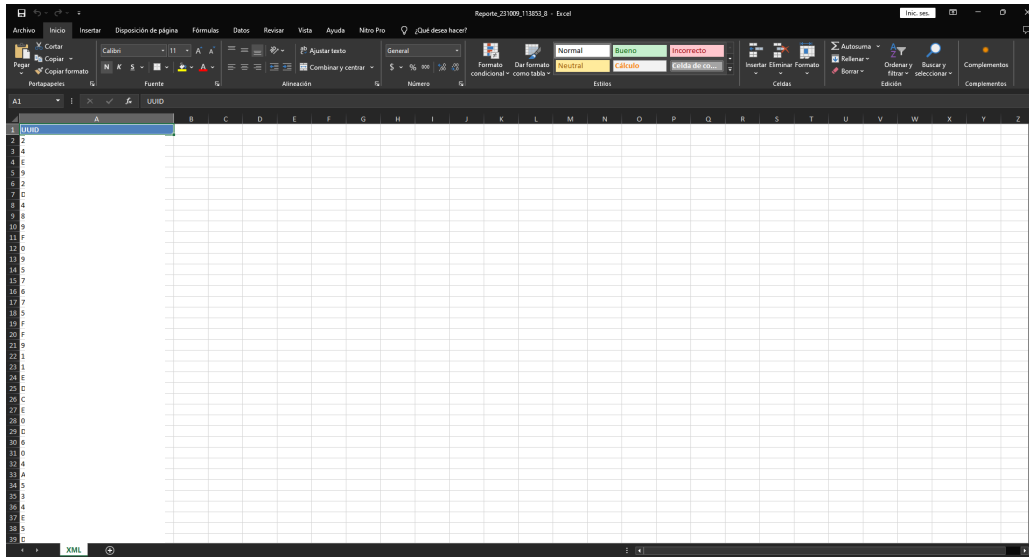 Reporte_231009_113853_8 - Excel
Inic. ses.
Archivo Inicio Insertar Disposición de página Fórmulas Datos Revisar Vista Ayuda Nitro Pro ¿Qué desea hacer?
Pegar
Cortar
Copiar
Copiar formato
Portapapeles
Calibri 11 A A
N K S A
Fuente
Ajustar texto
Combinar y centrar
Alineación
General
$ % 000
Número
Formato condicional
Dar formato como tabla
Normal Bueno Incorrecto
Neutral Cálculo Celda de co...
Estilos
Insertar Eliminar Formato
Celdas
Autosuma
Rellenar
Borrar
Ordenar y filtrar
Buscar y seleccionar
Edición
Complementos
Complementos
A1 fx UUID
A B C D E F G H I J K L M N O P Q R S T U V W X Y Z
1 UUID
2 2
3 4
4 E
5 9
6 2
7 D
8 4
9 8
10 9
11 F
12 0
13 9
14 5
15 7
16 6
17 7
18 5
19 F
20 F
21 9
22 1
23 1
24 E
25 D
26 C
27 E
28 0
29 D
30 6
31 0
32 4
33 A
34 5
35 3
36 4
37 E
38 5
39 D
XML